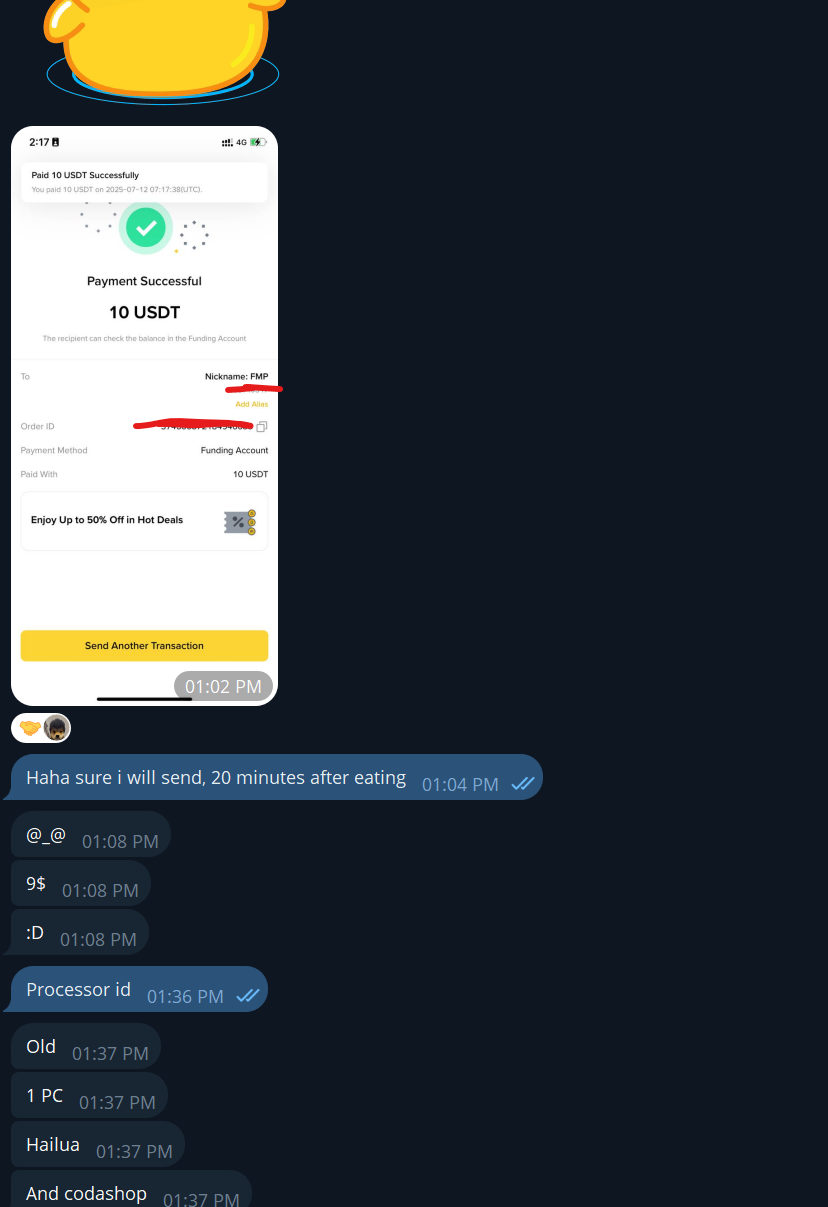 2:17
4G
Paid 10 USDT Successfully
You paid 10 USDT on 2025-07-12 07:17:38(UTC).
Payment Successful
10 USDT
The recipient can check the balance in the Funding Account
To Nickname: FMP
Add Alias
Order ID
Payment Method Funding Account
Paid With 10 USDT
Enjoy Up to 50% Off in Hot Deals
Send Another Transaction
01:02 PM
Haha sure i will send, 20 minutes after eating 01:04 PM
@_@ 01:08 PM
9$ 01:08 PM
:D 01:08 PM
Processor id 01:36 PM
Old 01:37 PM
1 PC 01:37 PM
Hailua 01:37 PM
And codashop 01:37 PM